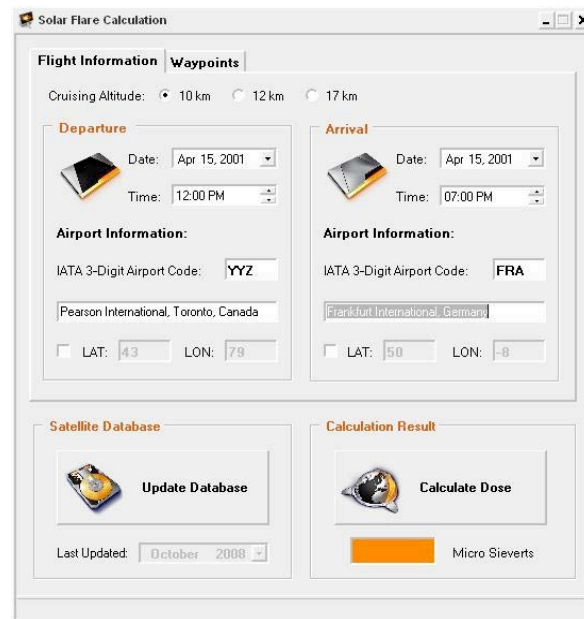 Solar Flare Calculation
Flight Information Waypoints
Cruising Altitude: 10 km 12 km 17 km
Departure
Date: Apr 15, 2001
Time: 12:00 PM
Airport Information:
IATA 3-Digit Airport Code: YYZ
Pearson International, Toronto, Canada
LAT: 43 LON: 79
Arrival
Date: Apr 15, 2001
Time: 07:00 PM
Airport Information:
IATA 3-Digit Airport Code: FRA
Frankfurt International, Germany
LAT: 50 LON: -8
Satellite Database
Update Database
Last Updated: October 2008
Calculation Result
Calculate Dose
Micro Sieverts